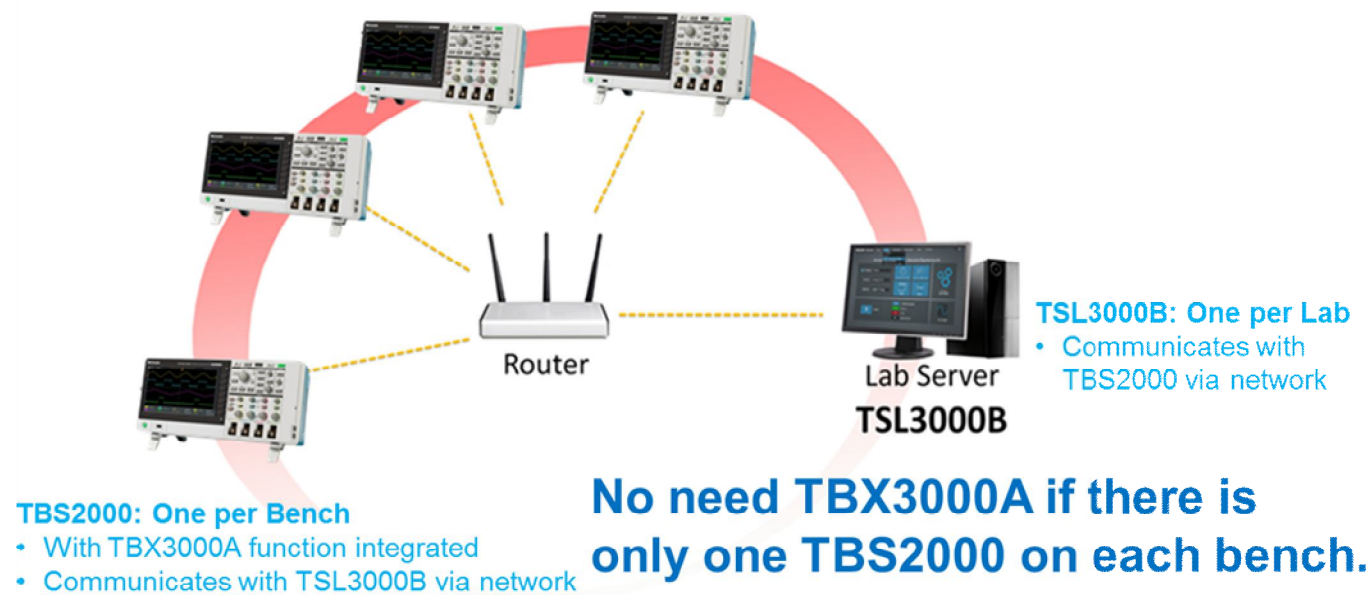 Router
Lab Server
TSL3000B
TSL3000B: One per Lab
• Communicates with
TBS2000 via network
TBS2000: One per Bench
• With TBX3000A function integrated
• Communicates with TSL3000B via network
No need TBX3000A if there is
only one TBS2000 on each bench.